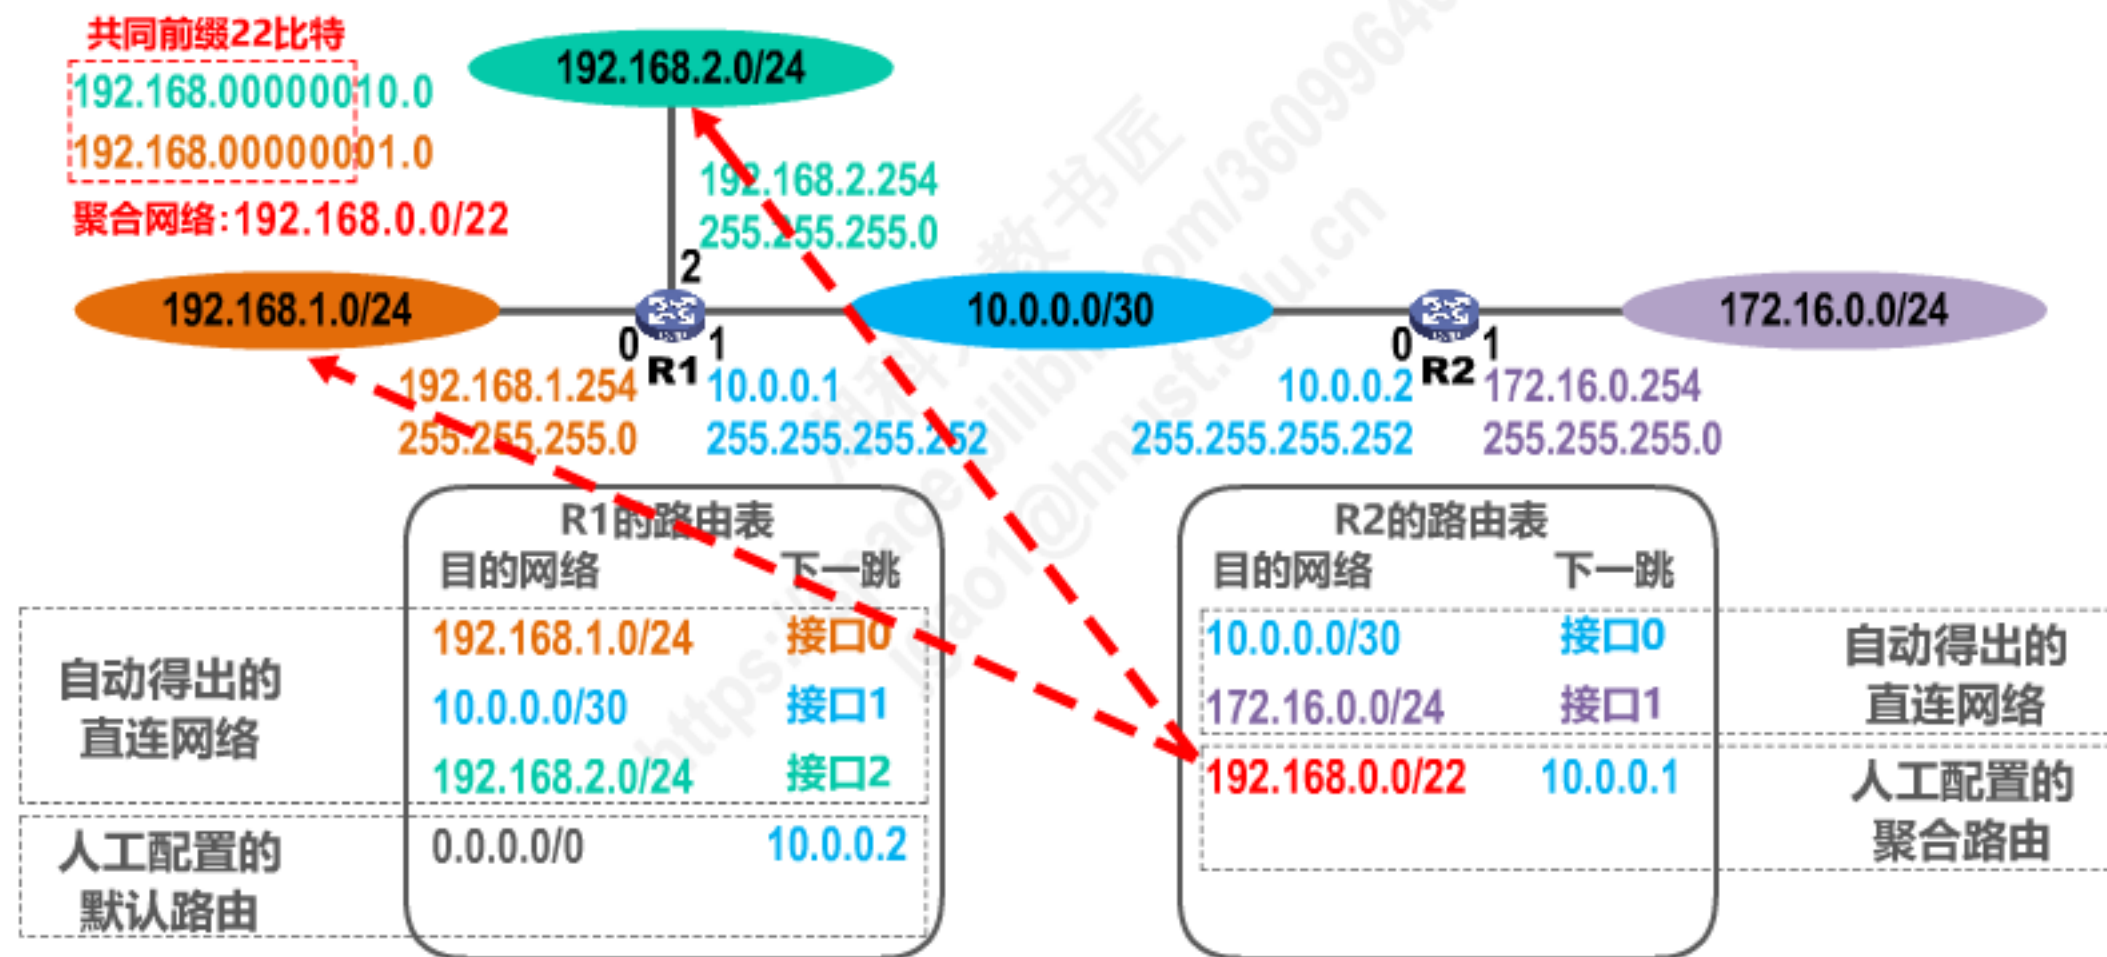 共同前缀22比特
192.168.00000010.0
192.168.00000001.0
聚合网络:192.168.0.0/22
192.168.2.0/24
192.168.2.254
255.255.255.0
2
192.168.1.0/24
0
1
R1
10.0.0.0/30
0
1
R2
172.16.0.0/24
192.168.1.254
255.255.255.0
10.0.0.1
255.255.255.252
10.0.0.2
255.255.255.252
172.16.0.254
255.255.255.0
R1的路由表
目的网络 下一跳
自动得出的
直连网络
192.168.1.0/24 接口0
10.0.0.0/30 接口1
192.168.2.0/24 接口2
人工配置的
默认路由
0.0.0.0/0 10.0.0.2
R2的路由表
目的网络 下一跳
10.0.0.0/30 接口0
172.16.0.0/24 接口1
自动得出的
直连网络
192.168.0.0/22 10.0.0.1
人工配置的
聚合路由